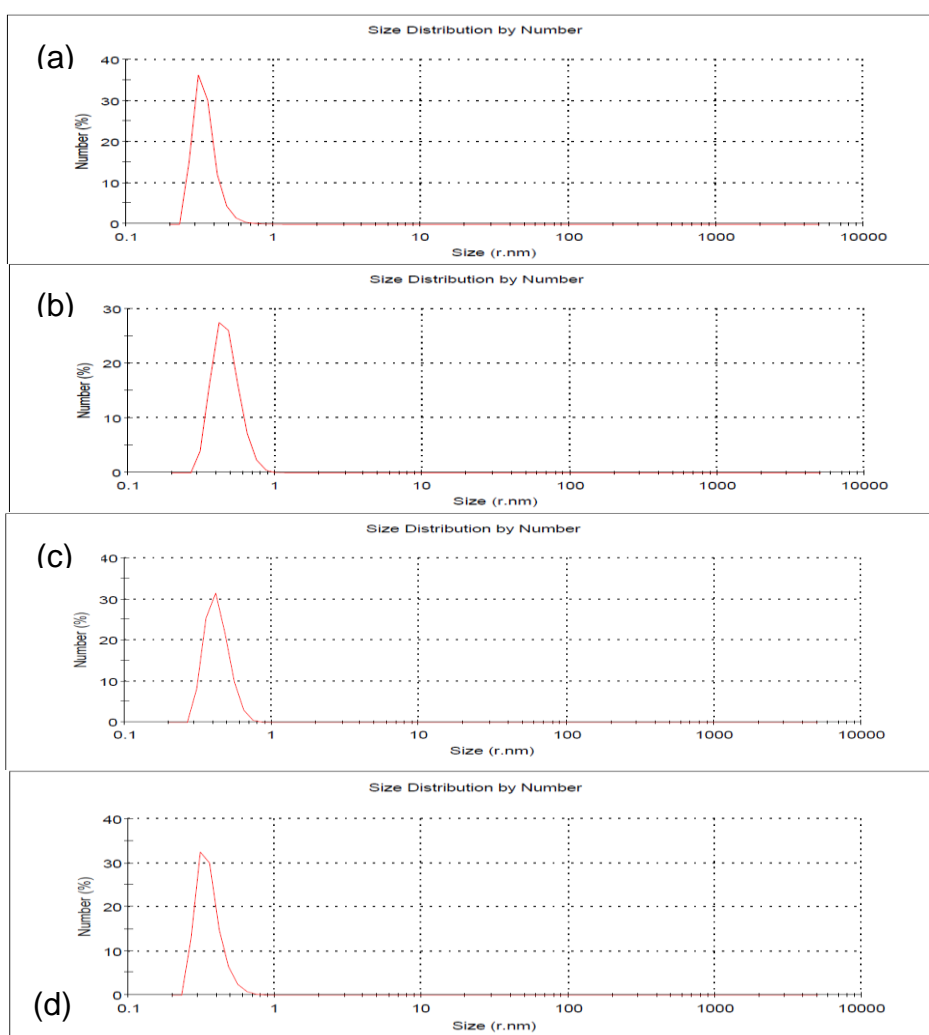 Size Distribution by Number
(a)
40
30
20
10
0
Number (%)
0.1 1 10 100 1000 10000
Size (r.nm)
Size Distribution by Number
(b)
30
20
10
0
Number (%)
0.1 1 10 100 1000 10000
Size (r.nm)
Size Distribution by Number
(c)
40
30
20
10
0
Number (%)
0.1 1 10 100 1000 10000
Size (r.nm)
Size Distribution by Number
40
30
20
10
0
Number (%)
(d)
0.1 1 10 100 1000 10000
Size (r.nm)